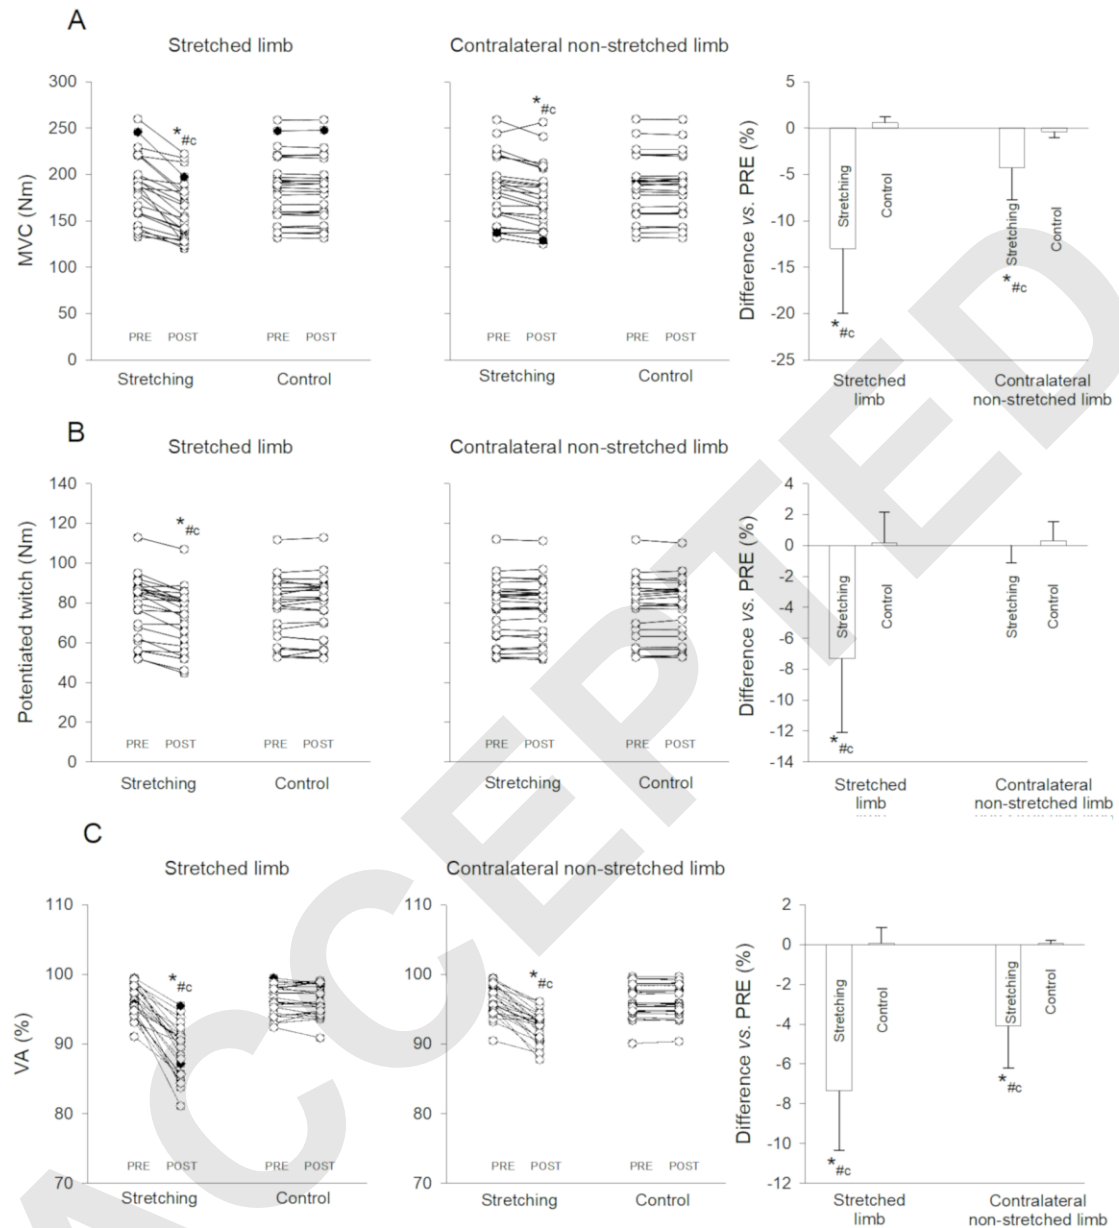 A
Stretched limb
Contralateral non-stretched limb
MVC (Nm)
300
250
200
150
100
50
0
*
#c
PRE POST
PRE POST
Stretching
Control
*
#c
PRE POST
PRE POST
Stretching
Control
Difference vs. PRE (%)
5
0
-5
-10
-15
-20
-25
Stretching
Control
Stretching
Control
*
#c
*
#c
Stretched
limb
Contralateral
non-stretched limb
B
Stretched limb
Contralateral non-stretched limb
Potentiated twitch (Nm)
140
120
100
80
60
40
20
0
*
#c
PRE POST
PRE POST
Stretching
Control
PRE POST
PRE POST
Stretching
Control
Difference vs. PRE (%)
4
2
0
-2
-4
-6
-8
-10
-12
-14
Stretching
Control
Stretching
Control
*
#c
Stretched
limb
Contralateral
non-stretched limb
C
Stretched limb
Contralateral non-stretched limb
VA (%)
110
100
90
80
70
*
#c
PRE POST
PRE POST
Stretching
Control
110
100
90
80
70
*
#c
PRE POST
PRE POST
Stretching
Control
Difference vs. PRE (%)
2
0
-2
-4
-6
-8
-10
-12
Stretching
Control
Stretching
Control
*
#c
*
#c
Stretched
limb
Contralateral
non-stretched limb
ACCEPTED